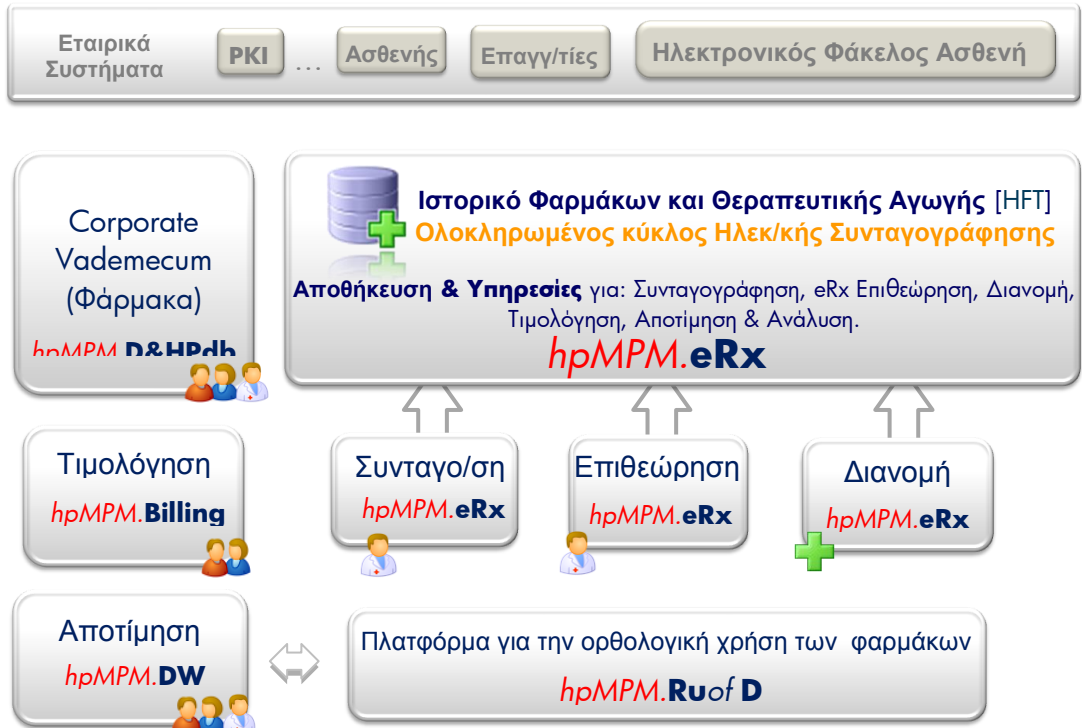 Εταιρικά
Συστήματα
PKI
...
Ασθενής
Επαγγ/τίες
Ηλεκτρονικός Φάκελος Ασθενή
Corporate
Vademecum
(Φάρμακα)
hpMPM.D&HPdb
Ιστορικό Φαρμάκων και Θεραπευτικής Αγωγής [HFT]
Ολοκληρωμένος κύκλος Ηλεκ/κής Συνταγογράφησης
Αποθήκευση & Υπηρεσίες για: Συνταγογράφηση, eRx Επιθεώρηση, Διανομή,
Τιμολόγηση, Αποτίμηση & Ανάλυση.
hpMPM.eRx
Τιμολόγηση
hpMPM.Billing
Συνταγο/ση
hpMPM.eRx
Επιθεώρηση
hpMPM.eRx
Διανομή
hpMPM.eRx
Αποτίμηση
hpMPM.DW
Πλατφόρμα για την ορθολογική χρήση των φαρμάκων
hpMPM.Ruof D